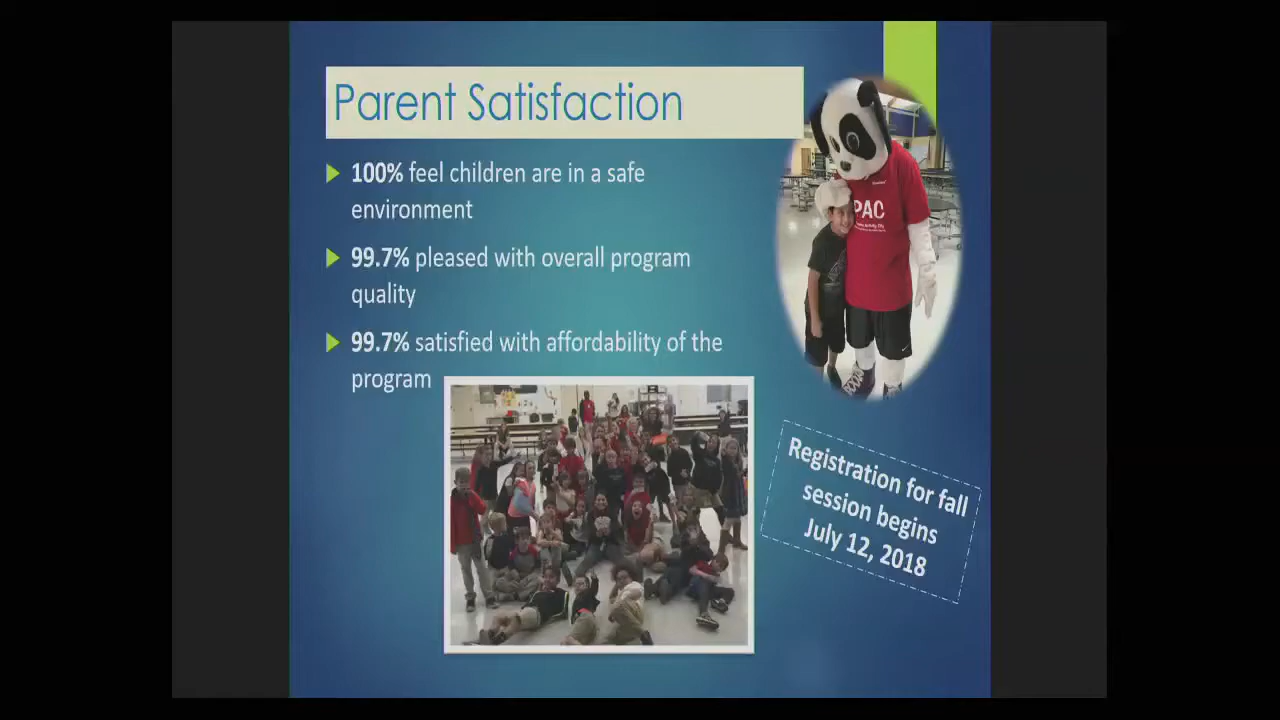 Parent Satisfaction
100% feel children are in a safe
environment
99.7% pleased with overall program
quality
99.7% satisfied with affordability of the
program
PAC
Registration for fall
session begins
July 12, 2018